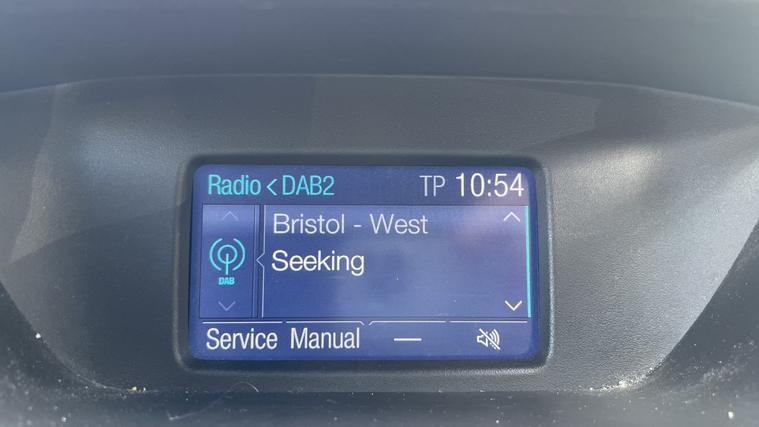 Radio < DAB2 TP 10:54
Bristol - West
Seeking
DAB
Service Manual —